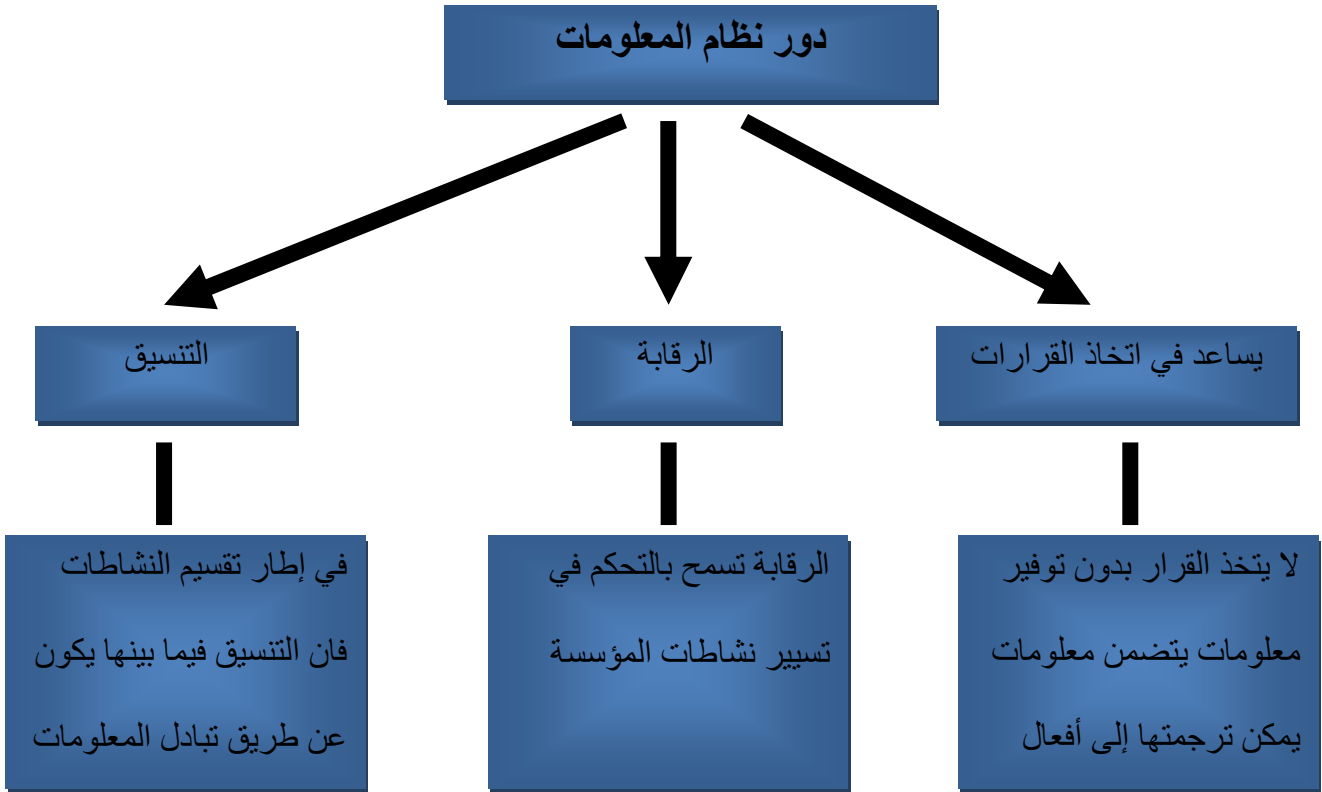 دور نظام المعلومات
يساعد في اتخاذ القرارات
الرقابة
التنسيق
لا يتخذ القرار بدون توفير
معلومات يتضمن معلومات
يمكن ترجمتها إلى أفعال
الرقابة تسمح بالتحكم في
تسيير نشاطات المؤسسة
في إطار تقسيم النشاطات
فان التنسيق فيما بينها يكون
عن طريق تبادل المعلومات